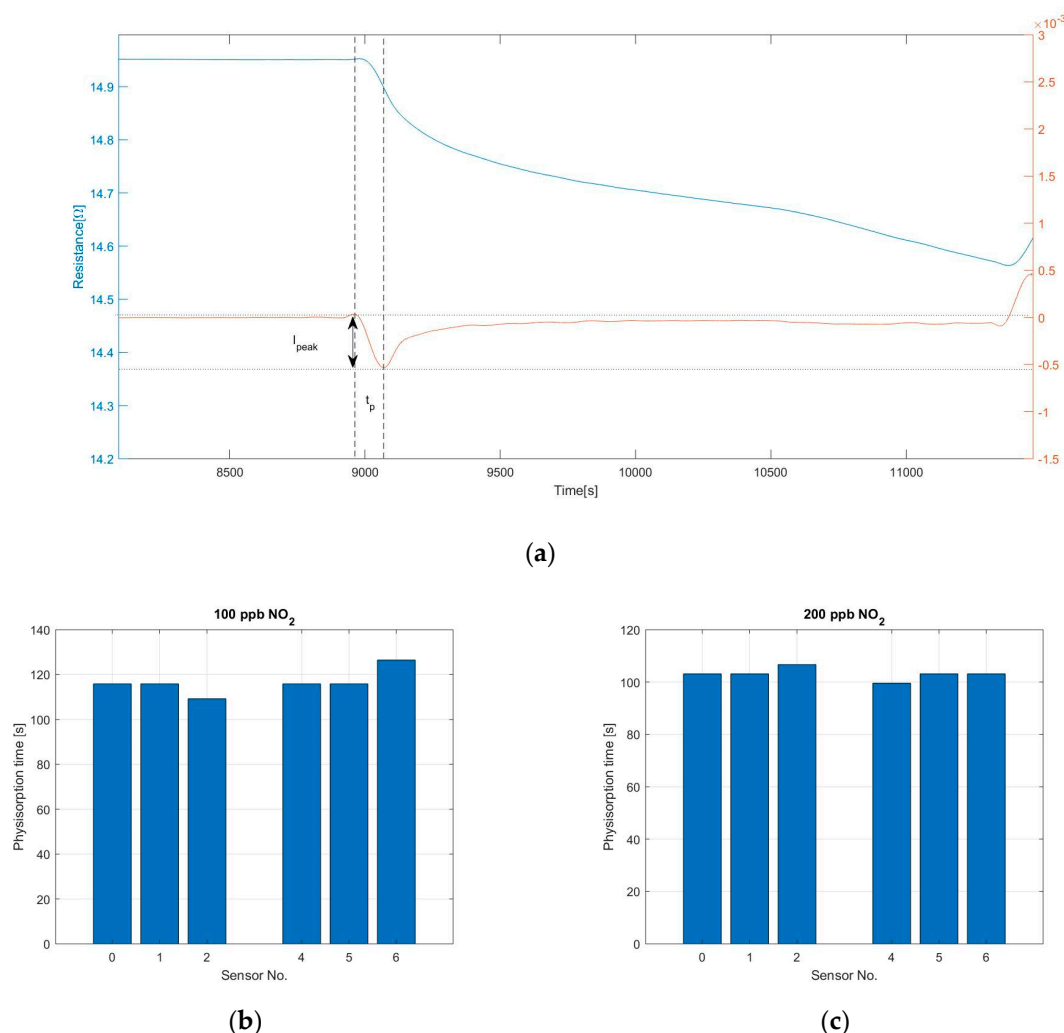 ×10⁻³
3
2.5
2
1.5
1
0.5
0
-0.5
-1
-1.5
14.9
14.8
14.7
14.6
14.5
14.4
14.3
14.2
Resistance[Ω]
I_peak
t_p
8500 9000 9500 10000 10500 11000
Time[s]
(a)
100 ppb NO₂
140
120
100
80
60
40
20
0
Physisorption time [s]
0 1 2 4 5 6
Sensor No.
(b)
200 ppb NO₂
120
100
80
60
40
20
0
Physisorption time [s]
0 1 2 4 5 6
Sensor No.
(c)